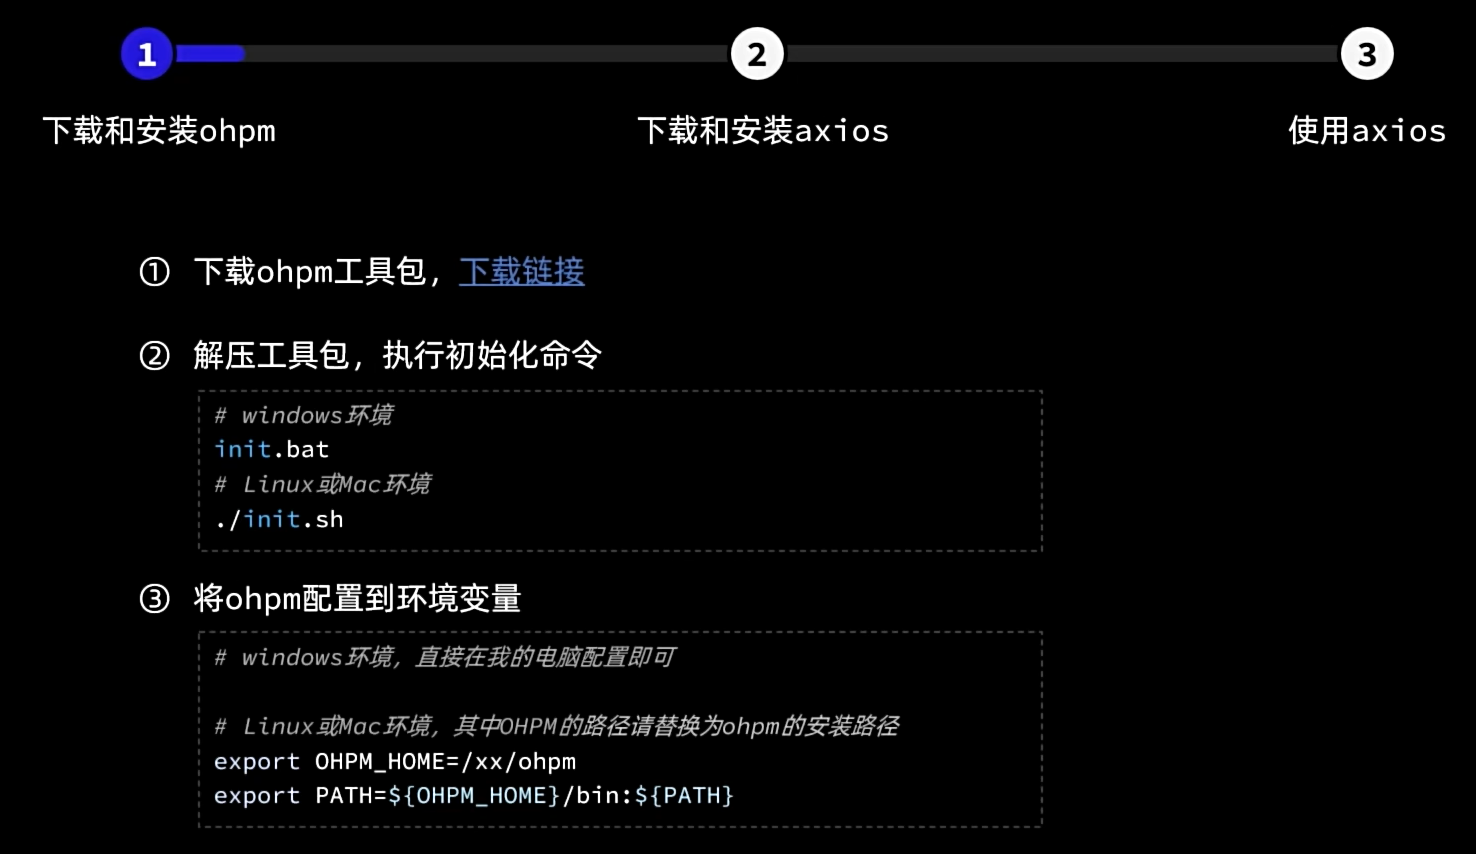 1
2
3
下载和安装ohpm
下载和安装axios
使用axios
① 下载ohpm工具包，下载链接
② 解压工具包，执行初始化命令
# windows环境
init.bat
# Linux或Mac环境
./init.sh
③ 将ohpm配置到环境变量
# windows环境，直接在我的电脑配置即可
# Linux或Mac环境，其中OHPM的路径请替换为ohpm的安装路径
export OHPM_HOME=/xx/ohpm
export PATH=${OHPM_HOME}/bin:${PATH}